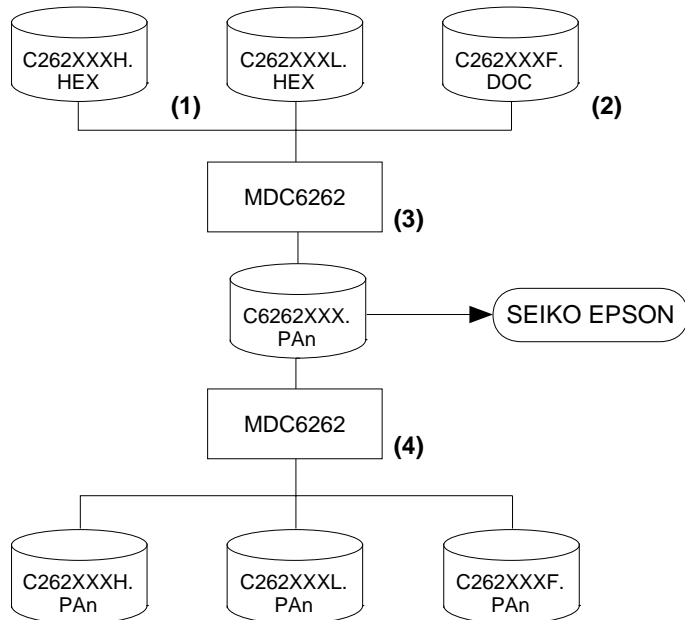 C262XXXH.
HEX
C262XXXL.
HEX
C262XXXF.
DOC
(1)
(2)
MDC6262
(3)
C6262XXX.
PAn
SEIKO EPSON
MDC6262
(4)
C262XXXH.
PAn
C262XXXL.
PAn
C262XXXF.
PAn